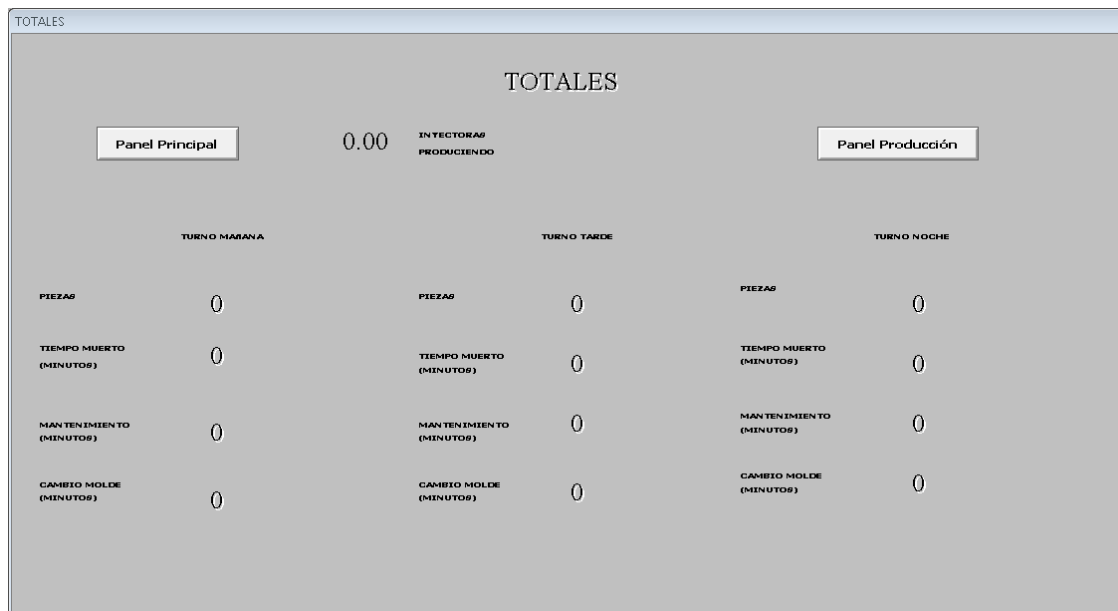 TOTALES
TOTALES
Panel Principal
0.00
INYECTORAS
PRODUCIENDO
Panel Producción
TURNO MAÑANA
TURNO TARDE
TURNO NOCHE
PIEZAS 0
PIEZAS 0
PIEZAS 0
TIEMPO MUERTO
(MINUTOS) 0
TIEMPO MUERTO
(MINUTOS) 0
TIEMPO MUERTO
(MINUTOS) 0
MANTENIMIENTO
(MINUTOS) 0
MANTENIMIENTO
(MINUTOS) 0
MANTENIMIENTO
(MINUTOS) 0
CAMBIO MOLDE
(MINUTOS) 0
CAMBIO MOLDE
(MINUTOS) 0
CAMBIO MOLDE
(MINUTOS) 0